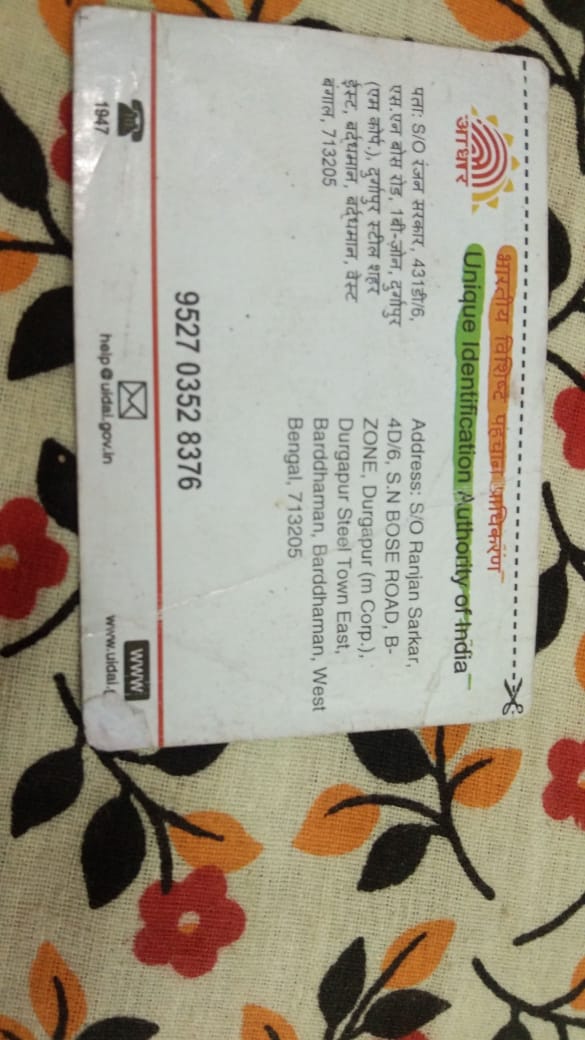 भारतीय विशिष्ट पहचान प्राधिकरण
Unique Identification Authority of India
आधार
पता: S/O रंजन सरकार, 431डी/6,
एस.एन बोस रोड, 1बी-ज़ोन, दुर्गापुर
(एम कोर्प.), दुर्गापुर स्टील शहर
ईस्ट, बर्द्धमान, बर्द्धमान, वेस्ट
बंगाल, 713205
Address: S/O Ranjan Sarkar,
4D/6, S.N BOSE ROAD, B-
ZONE, Durgapur (m Corp.),
Durgapur Steel Town East,
Barddhaman, Barddhaman, West
Bengal, 713205
9527 0352 8376
1947
help@uidai.gov.in
www
www.uidai.g